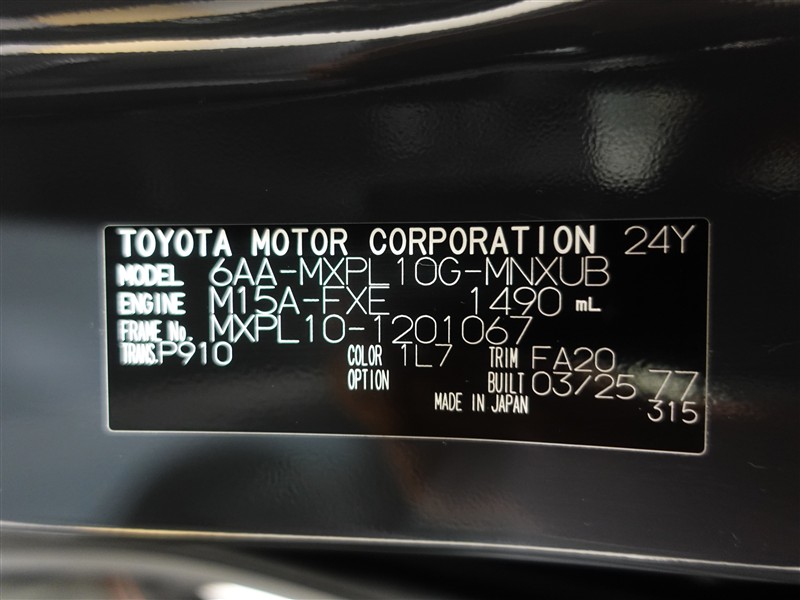 TOYOTA MOTOR CORPORATION 24Y
MODEL 6AA-MXPL10G-MNXUB
ENGINE M15A-FXE 1490 mL
FRAME No. MXPL10-1201067
TRANS. P910 COLOR 1L7 TRIM FA20
OPTION BUILT 03/25 77
MADE IN JAPAN 315